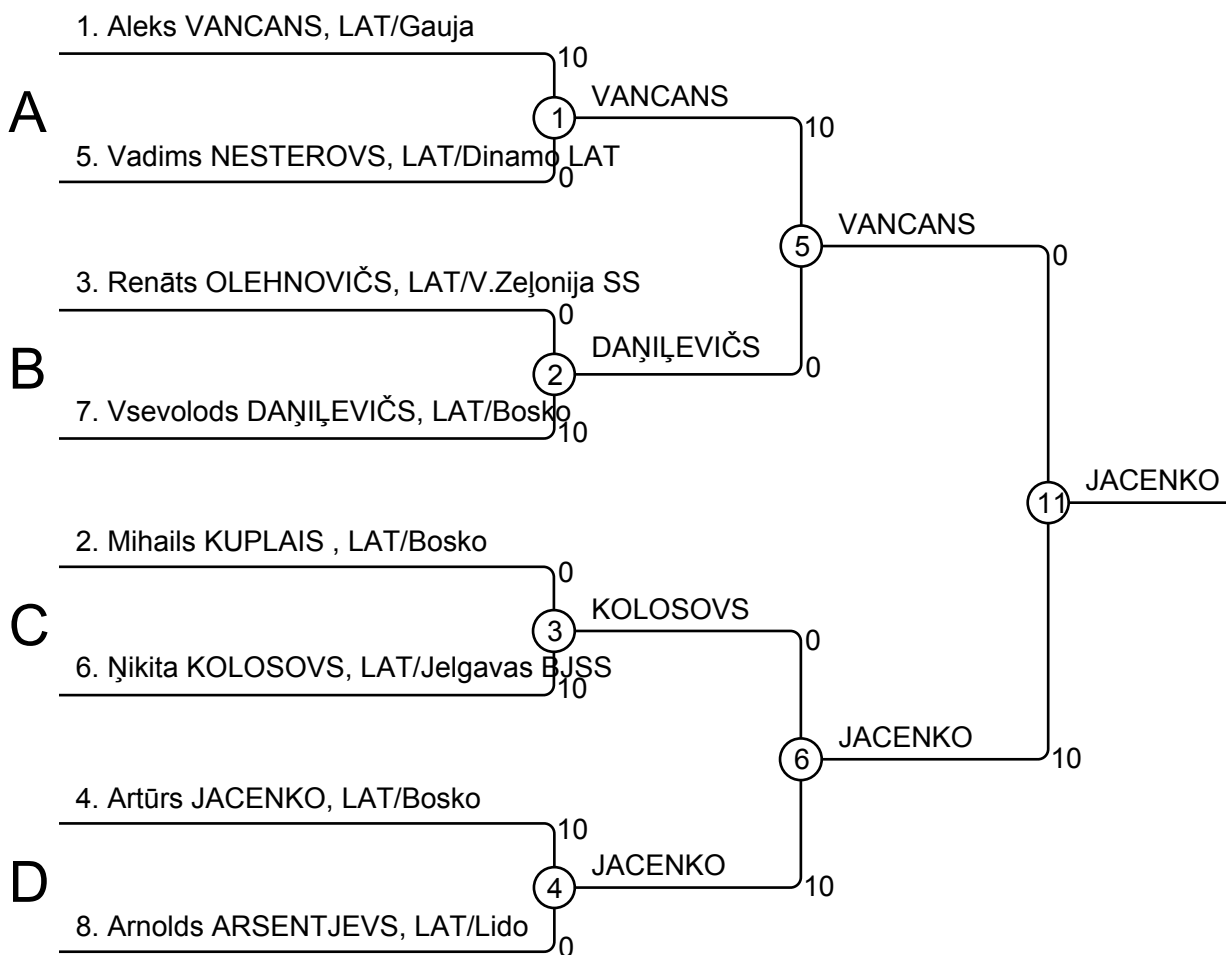 1. Aleks VANCANS, LAT/Gauja
10
A
1
VANCANS
10
5. Vadims NESTEROVS, LAT/Dinamo LAT
0
5
VANCANS
0
3. Renāts OLEHNOVIČS, LAT/V.Zeļonija SS
0
B
2
DAŅIĻEVIČS
0
7. Vsevolods DAŅIĻEVIČS, LAT/Bosko
10
11
JACENKO
2. Mihails KUPLAIS , LAT/Bosko
0
C
3
KOLOSOVS
0
6. Ņikita KOLOSOVS, LAT/Jelgavas BJSS
10
6
JACENKO
10
4. Artūrs JACENKO, LAT/Bosko
10
D
4
JACENKO
10
8. Arnolds ARSENTJEVS, LAT/Lido
0